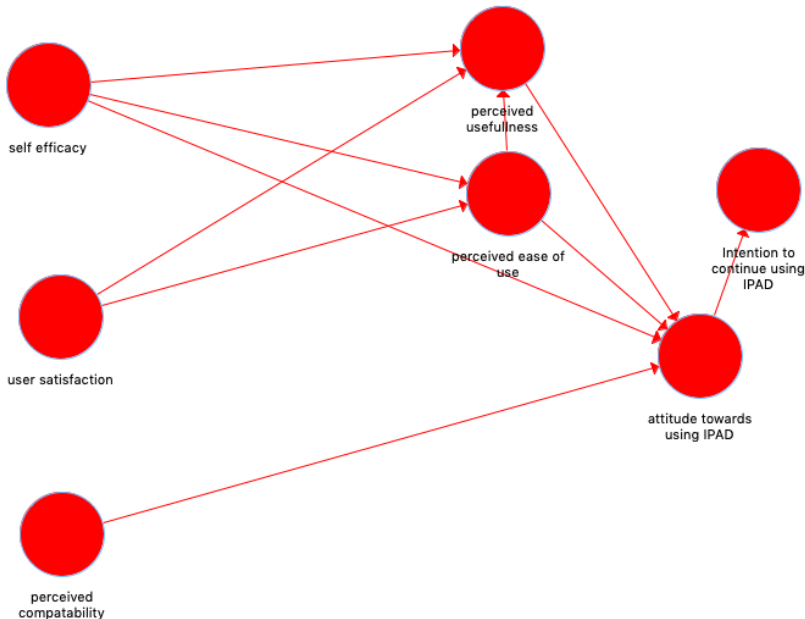 perceived
usefullness
self efficacy
perceived ease of
use
Intention to
continue using
IPAD
user satisfaction
attitude towards
using IPAD
perceived
compatability